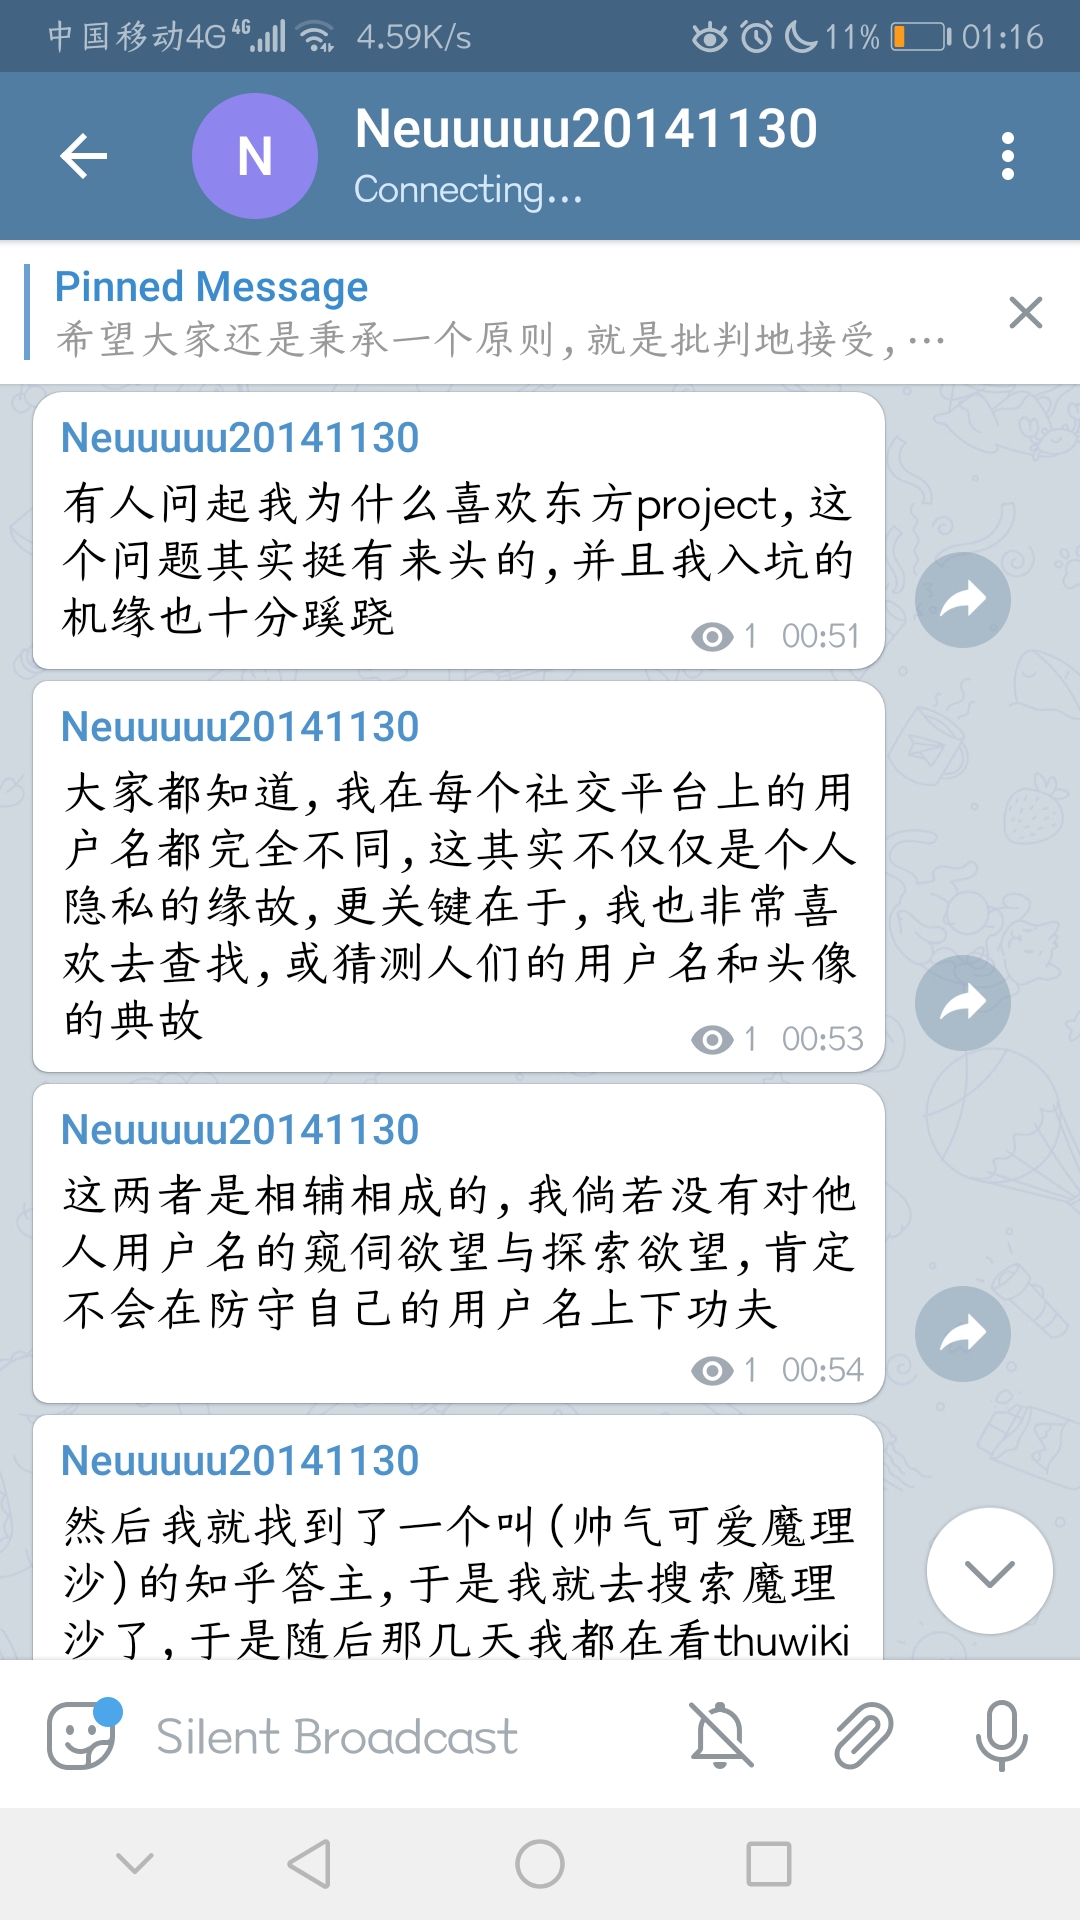 中国移动4G 4G 4.59K/s 11% 01:16
N
Neuuuuu20141130
Connecting...
Pinned Message
希望大家还是秉承一个原则,就是批判地接受,...
Neuuuuu20141130
有人问起我为什么喜欢东方project,这
个问题其实挺有来头的,并且我入坑的
机缘也十分蹊跷
1 00:51
Neuuuuu20141130
大家都知道,我在每个社交平台上的用
户名都完全不同,这其实不仅仅是个人
隐私的缘故,更关键在于,我也非常喜
欢去查找,或猜测人们的用户名和头像
的典故
1 00:53
Neuuuuu20141130
这两者是相辅相成的,我倘若没有对他
人用户名的窥伺欲望与探索欲望,肯定
不会在防守自己的用户名上下功夫
1 00:54
Neuuuuu20141130
然后我就找到了一个叫(帅气可爱魔理
沙)的知乎答主,于是我就去搜索魔理
沙了,于是随后那几天我都在看thuwiki
Silent Broadcast